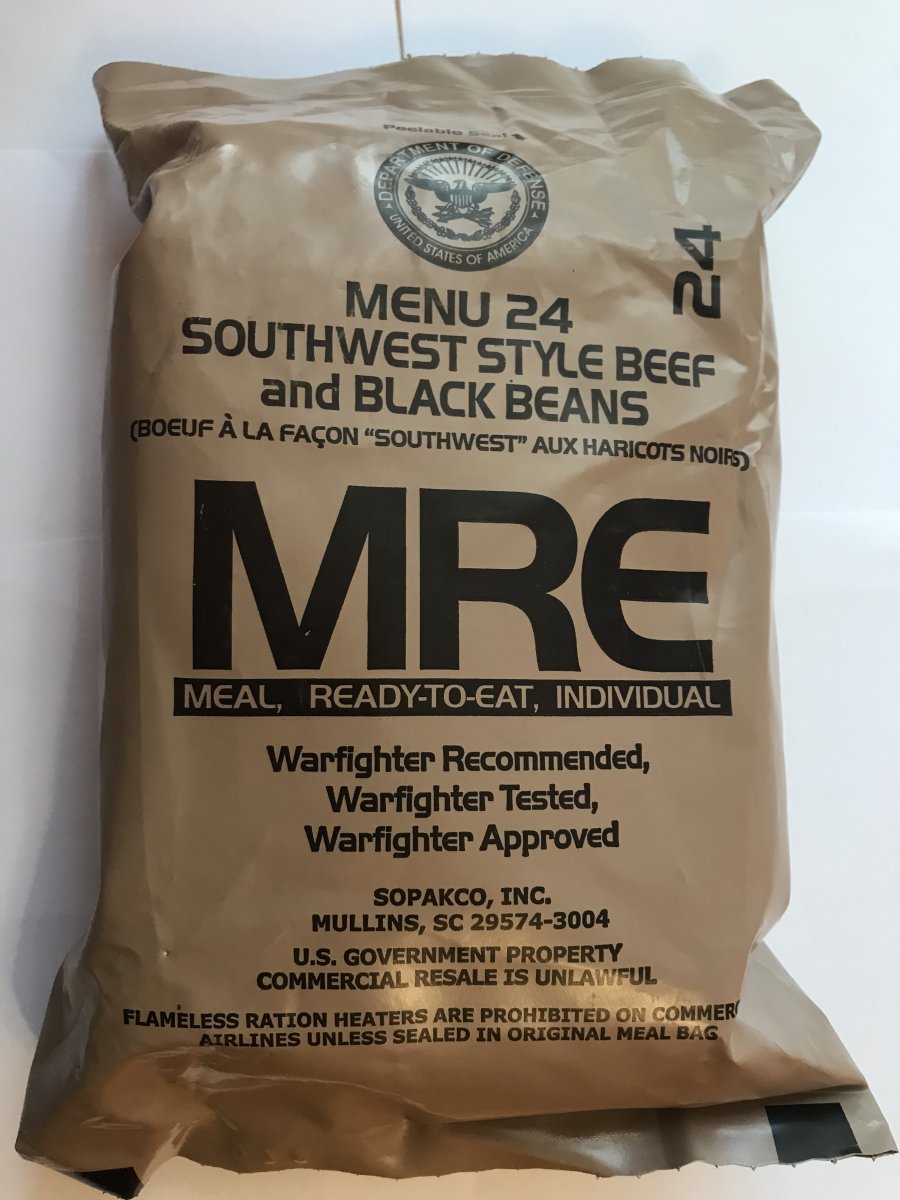 Peelable Seal
DEPARTMENT OF DEFENSE
UNITED STATES OF AMERICA
24
MENU 24
SOUTHWEST STYLE BEEF
and BLACK BEANS
(BOEUF À LA FAÇON “SOUTHWEST” AUX HARICOTS NOIRS)
MRE
MEAL, READY-TO-EAT, INDIVIDUAL
Warfighter Recommended,
Warfighter Tested,
Warfighter Approved
SOPAKCO, INC.
MULLINS, SC 29574-3004
U.S. GOVERNMENT PROPERTY
COMMERCIAL RESALE IS UNLAWFUL
FLAMELESS RATION HEATERS ARE PROHIBITED ON COMMERC
AIRLINES UNLESS SEALED IN ORIGINAL MEAL BAG